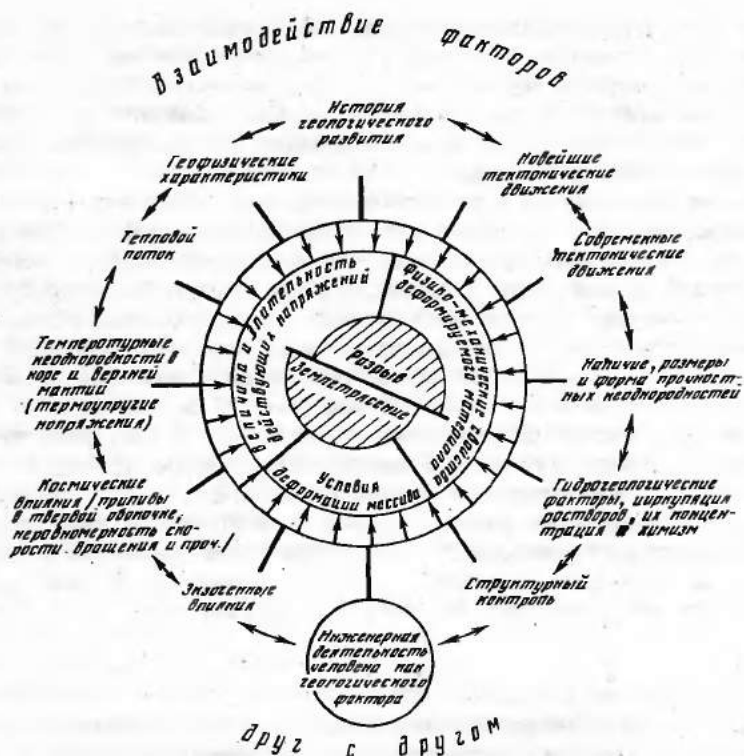 Взаимодействие факторов
История
геологического
развития
Геофизические
характеристики
Новейшие
тектонические
движения
Тепловой
поток
Современные
тектонические
движения
Величина и длительность
действующих напряжений
Физико-механические свойства
деформируемого материала
Разрыв
Землетрясение
Температурные
неоднородности в
коре и верхней
мантии
(термоупругие
напряжения)
Наличие, размеры
и форма прочност-
ных неоднородностей
Условия
деформации массива
Космические
влияния /приливы
в твердой оболочке,
неравномерность ско-
рости вращения и проч./
Гидрогеологические
факторы, циркуляция
растворов, их концен-
трация и химизм
Экзогенные
влияния
Структурный
контроль
Инженерная
деятельность
человека как
геологического
фактора
друг с другом